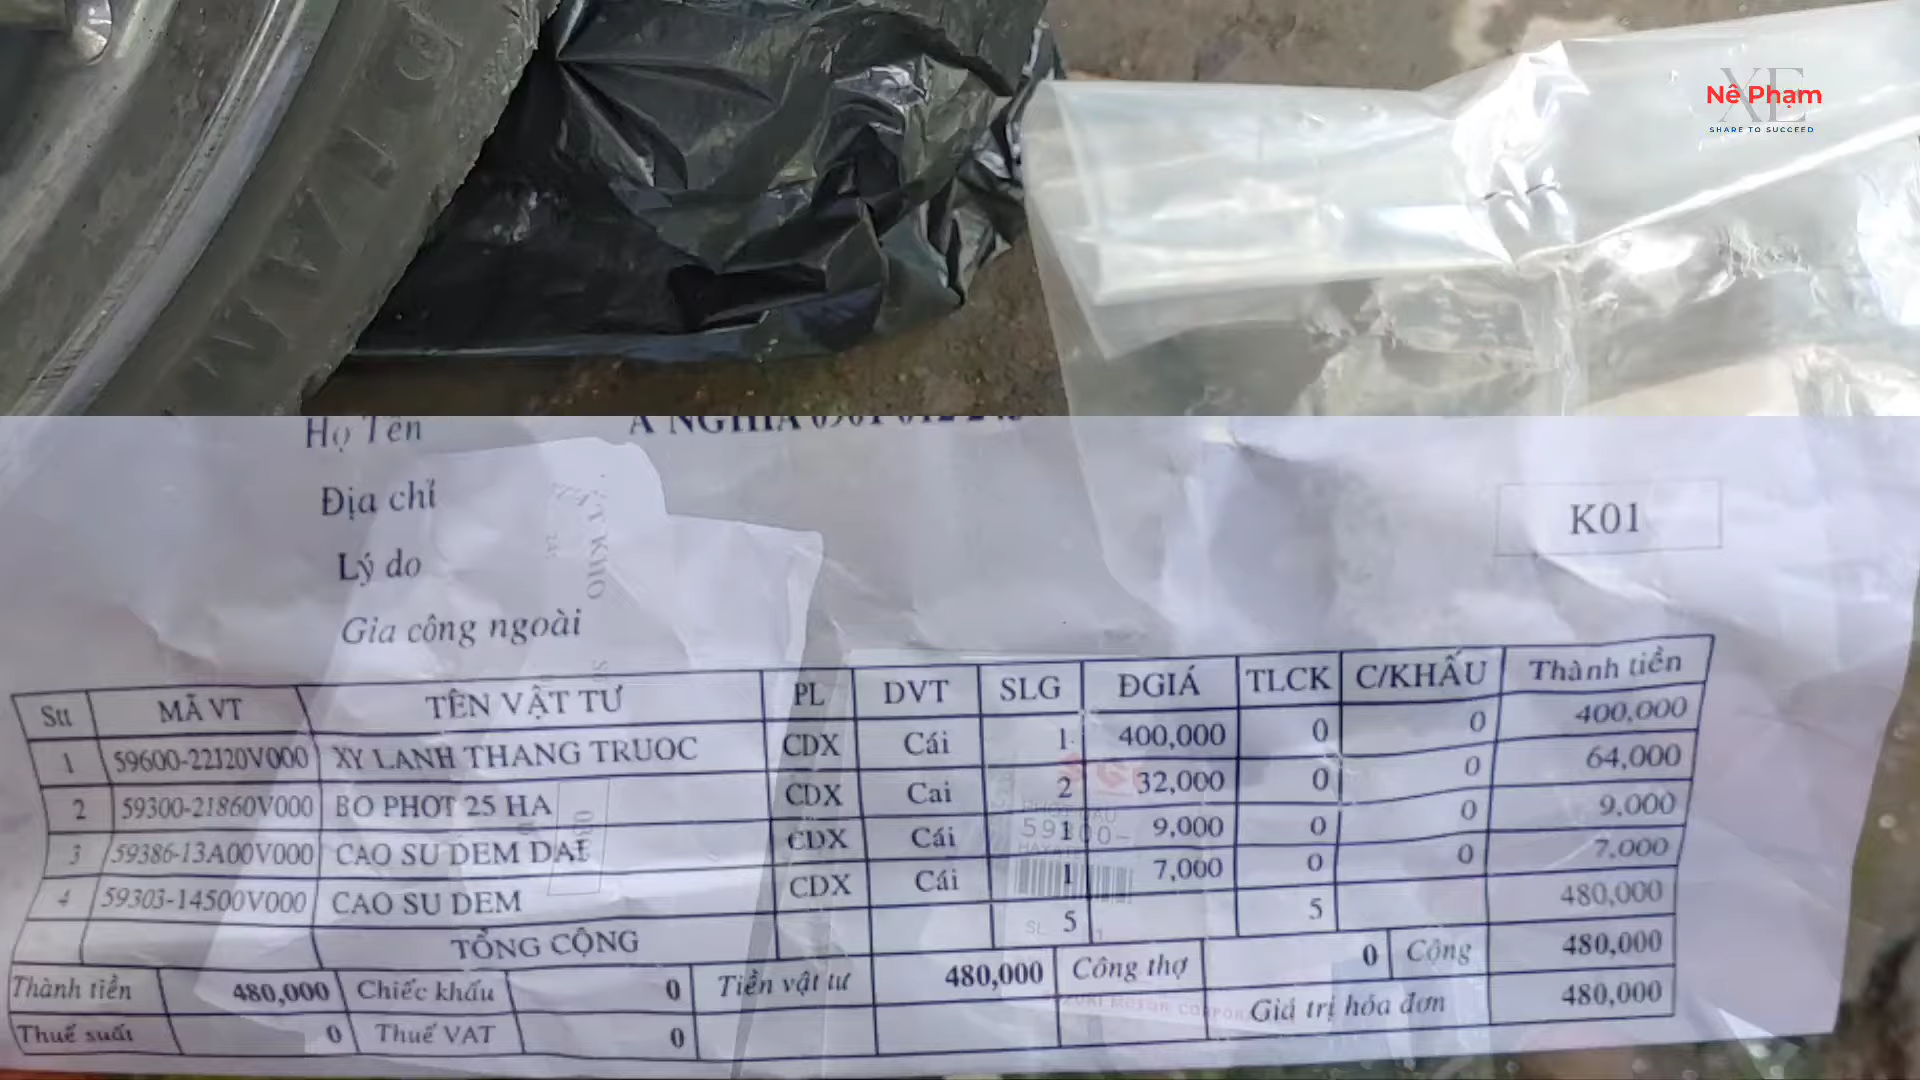 XE
Nê Phạm
SHARE TO SUCCEED
Họ Tên A NGHIA
Địa chỉ
K01
Lý do
Gia công ngoài
Stt MÃ VT TÊN VẬT TƯ PL DVT SLG ĐGIÁ TLCK C/KHẤU Thành tiền
1 59600-22J20V000 XY LANH THANG TRUOC CDX Cái 1 400,000 0 0 400,000
2 59300-21860V000 BO PHOT 25 HA CDX Cai 2 32,000 0 0 64,000
3 59386-13A00V000 CAO SU DEM DAI CDX Cái 1 9,000 0 0 9,000
4 59303-14500V000 CAO SU DEM CDX Cái 1 7,000 0 0 7,000
TỔNG CỘNG 5 5 480,000
Thành tiền 480,000 Chiếc khấu 0 Tiền vật tư 480,000 Công thợ 0 Cộng 480,000
Thuế suất 0 Thuế VAT 0 Giá trị hóa đơn 480,000